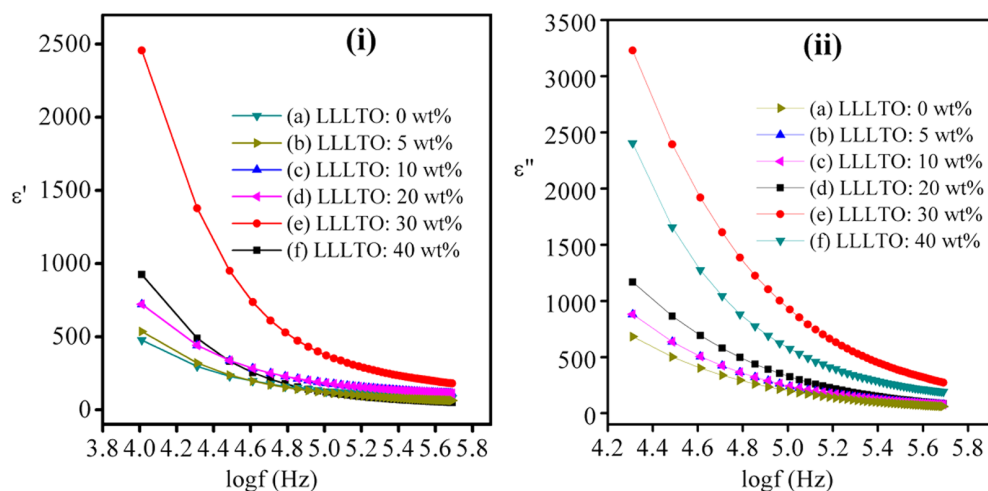 (i)
ε'
2500
2000
1500
1000
500
0
(a) LLLTO: 0 wt%
(b) LLLTO: 5 wt%
(c) LLLTO: 10 wt%
(d) LLLTO: 20 wt%
(e) LLLTO: 30 wt%
(f) LLLTO: 40 wt%
3.8 4.0 4.2 4.4 4.6 4.8 5.0 5.2 5.4 5.6 5.8
logf (Hz)
(ii)
ε"
3500
3000
2500
2000
1500
1000
500
0
(a) LLLTO: 0 wt%
(b) LLLTO: 5 wt%
(c) LLLTO: 10 wt%
(d) LLLTO: 20 wt%
(e) LLLTO: 30 wt%
(f) LLLTO: 40 wt%
4.2 4.4 4.6 4.8 5.0 5.2 5.4 5.6 5.8
logf (Hz)